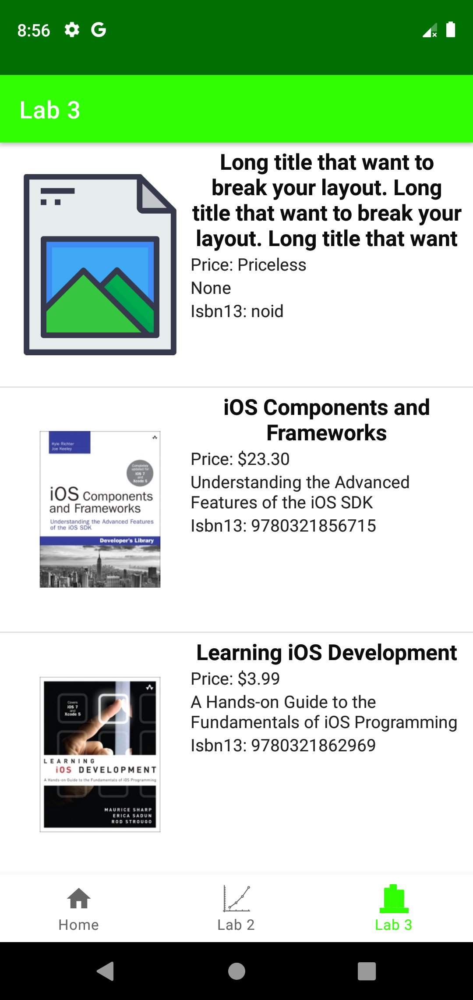 8:56
Lab 3
Long title that want to
break your layout. Long
title that want to break your
layout. Long title that want
Price: Priceless
None
Isbn13: noid
Kyle Richter
Joe Keeley
Completely
updated for
iOS 7
and
Xcode 5
iOS Components
and Frameworks
Understanding the Advanced Features
of the iOS SDK
Developer's Library
iOS Components and
Frameworks
Price: $23.30
Understanding the Advanced
Features of the iOS SDK
Isbn13: 9780321856715
Covers
iOS 7
and
Xcode 5
LEARNING
iOS DEVELOPMENT
A Hands-on Guide to the Fundamentals of iOS Programming
MAURICE SHARP
ERICA SADUN
ROD STROUGO
Learning iOS Development
Price: $3.99
A Hands-on Guide to the
Fundamentals of iOS Programming
Isbn13: 9780321862969
Home
Lab 2
Lab 3